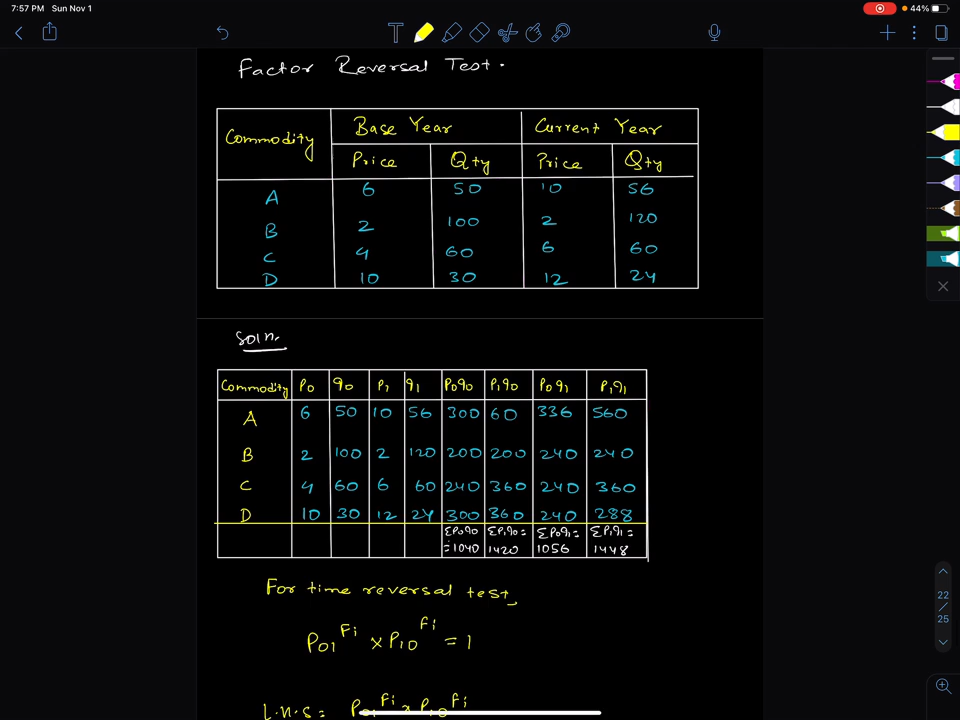 7:57 PM Sun Nov 1
44%
Factor Reversal Test.
Commodity Base Year Current Year
Price Qty Price Qty
A 6 50 10 56
B 2 100 2 120
C 4 60 6 60
D 10 30 12 24
Soln.
Commodity P0 q0 P1 q1 P0q0 P1q0 P0q1 P1q1
A 6 50 10 56 300 60 336 560
B 2 100 2 120 200 200 240 240
C 4 60 6 60 240 360 240 360
D 10 30 12 24 300 360 240 288
ΣP0q0 = 1040 ΣP1q0 = 1420 ΣP0q1 = 1056 ΣP1q1 = 1448
For time reversal test,
P01^Fi × P10^Fi = 1
L.H.S = P01^Fi × P10^Fi
22 / 25